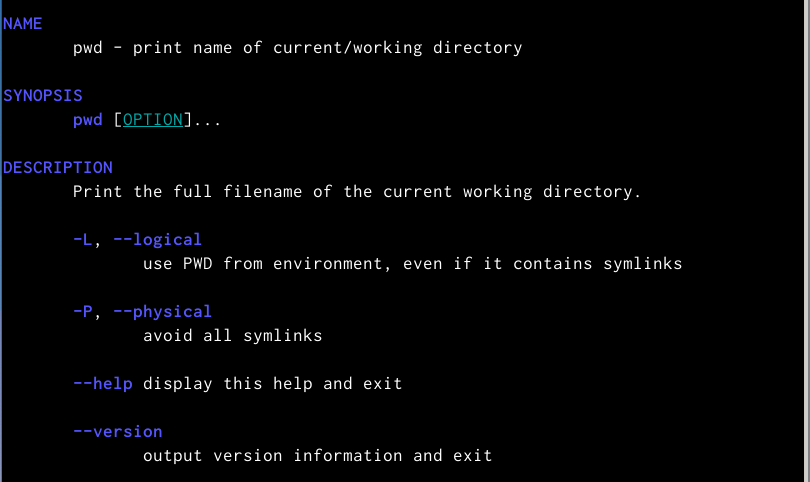 NAME
pwd - print name of current/working directory
SYNOPSIS
pwd [OPTION]...
DESCRIPTION
Print the full filename of the current working directory.
-L, --logical
use PWD from environment, even if it contains symlinks
-P, --physical
avoid all symlinks
--help display this help and exit
--version
output version information and exit